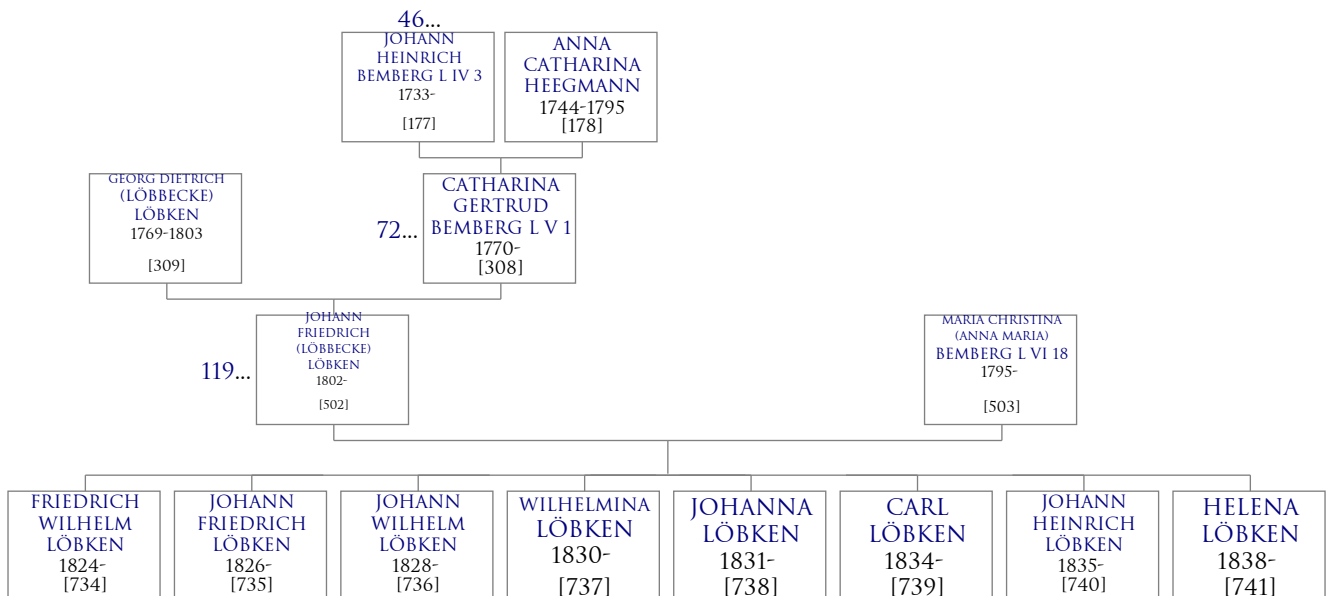 46...
JOHANN
HEINRICH
BEMBERG L IV 3
1733-
[177]
ANNA
CATHARINA
HEEGMANN
1744-1795
[178]
GEORG DIETRICH
(LÖBBECKE)
LÖBKEN
1769-1803
[309]
72...
CATHARINA
GERTRUD
BEMBERG L V 1
1770-
[308]
119...
JOHANN
FRIEDRICH
(LÖBBECKE)
LÖBKEN
1802-
[502]
MARIA CHRISTINA
(ANNA MARIA)
BEMBERG L VI 18
1795-
[503]
FRIEDRICH
WILHELM
LÖBKEN
1824-
[734]
JOHANN
FRIEDRICH
LÖBKEN
1826-
[735]
JOHANN
WILHELM
LÖBKEN
1828-
[736]
WILHELMINA
LÖBKEN
1830-
[737]
JOHANNA
LÖBKEN
1831-
[738]
CARL
LÖBKEN
1834-
[739]
JOHANN
HEINRICH
LÖBKEN
1835-
[740]
HELENA
LÖBKEN
1838-
[741]